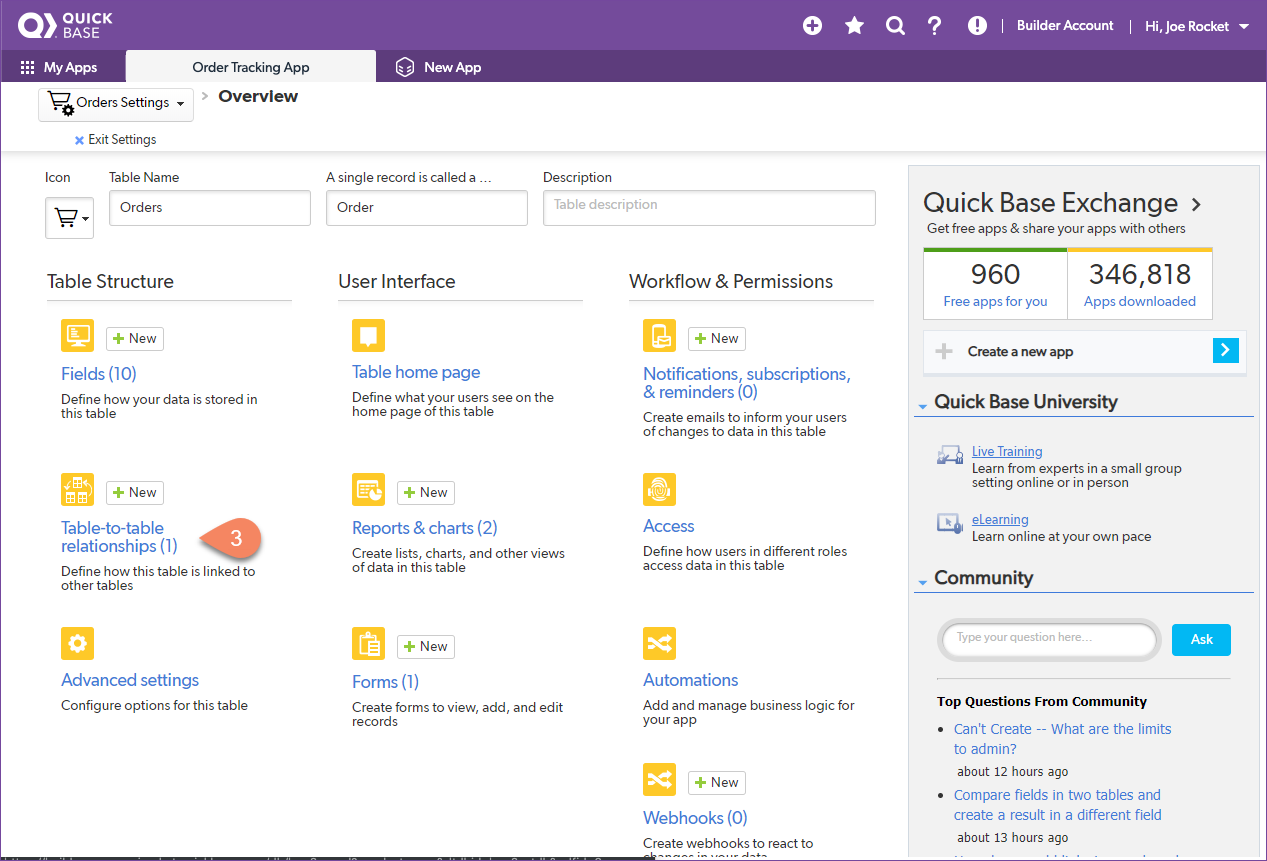 QUICK BASE
Builder Account
Hi, Joe Rocket
My Apps
Order Tracking App
New App
Orders Settings
> Overview
Exit Settings
Icon
Table Name
A single record is called a ...
Description
Orders
Order
Table description
Table Structure
New
Fields (10)
Define how your data is stored in
this table
New
Table-to-table
relationships (1)
3
Define how this table is linked to
other tables
Advanced settings
Configure options for this table
User Interface
Table home page
Define what your users see on the
home page of this table
New
Reports & charts (2)
Create lists, charts, and other views
of data in this table
New
Forms (1)
Create forms to view, add, and edit
records
Workflow & Permissions
New
Notifications, subscriptions,
& reminders (0)
Create emails to inform your users
of changes to data in this table
Access
Define how users in different roles
access data in this table
Automations
Add and manage business logic for
your app
New
Webhooks (0)
Create webhooks to react to
changes in your data
Quick Base Exchange
Get free apps & share your apps with others
960
Free apps for you
346,818
Apps downloaded
Create a new app
Quick Base University
Live Training
Learn from experts in a small group
setting online or in person
eLearning
Learn online at your own pace
Community
Type your question here...
Ask
Top Questions From Community
• Can't Create -- What are the limits
to admin?
about 12 hours ago
• Compare fields in two tables and
create a result in a different field
about 13 hours ago